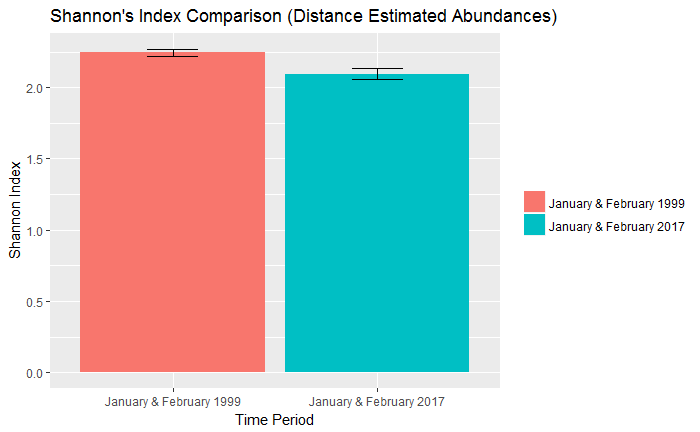 Shannon's Index Comparison (Distance Estimated Abundances)
Shannon Index
2.0
1.5
1.0
0.5
0.0
January & February 1999
January & February 2017
Time Period
January & February 1999
January & February 2017